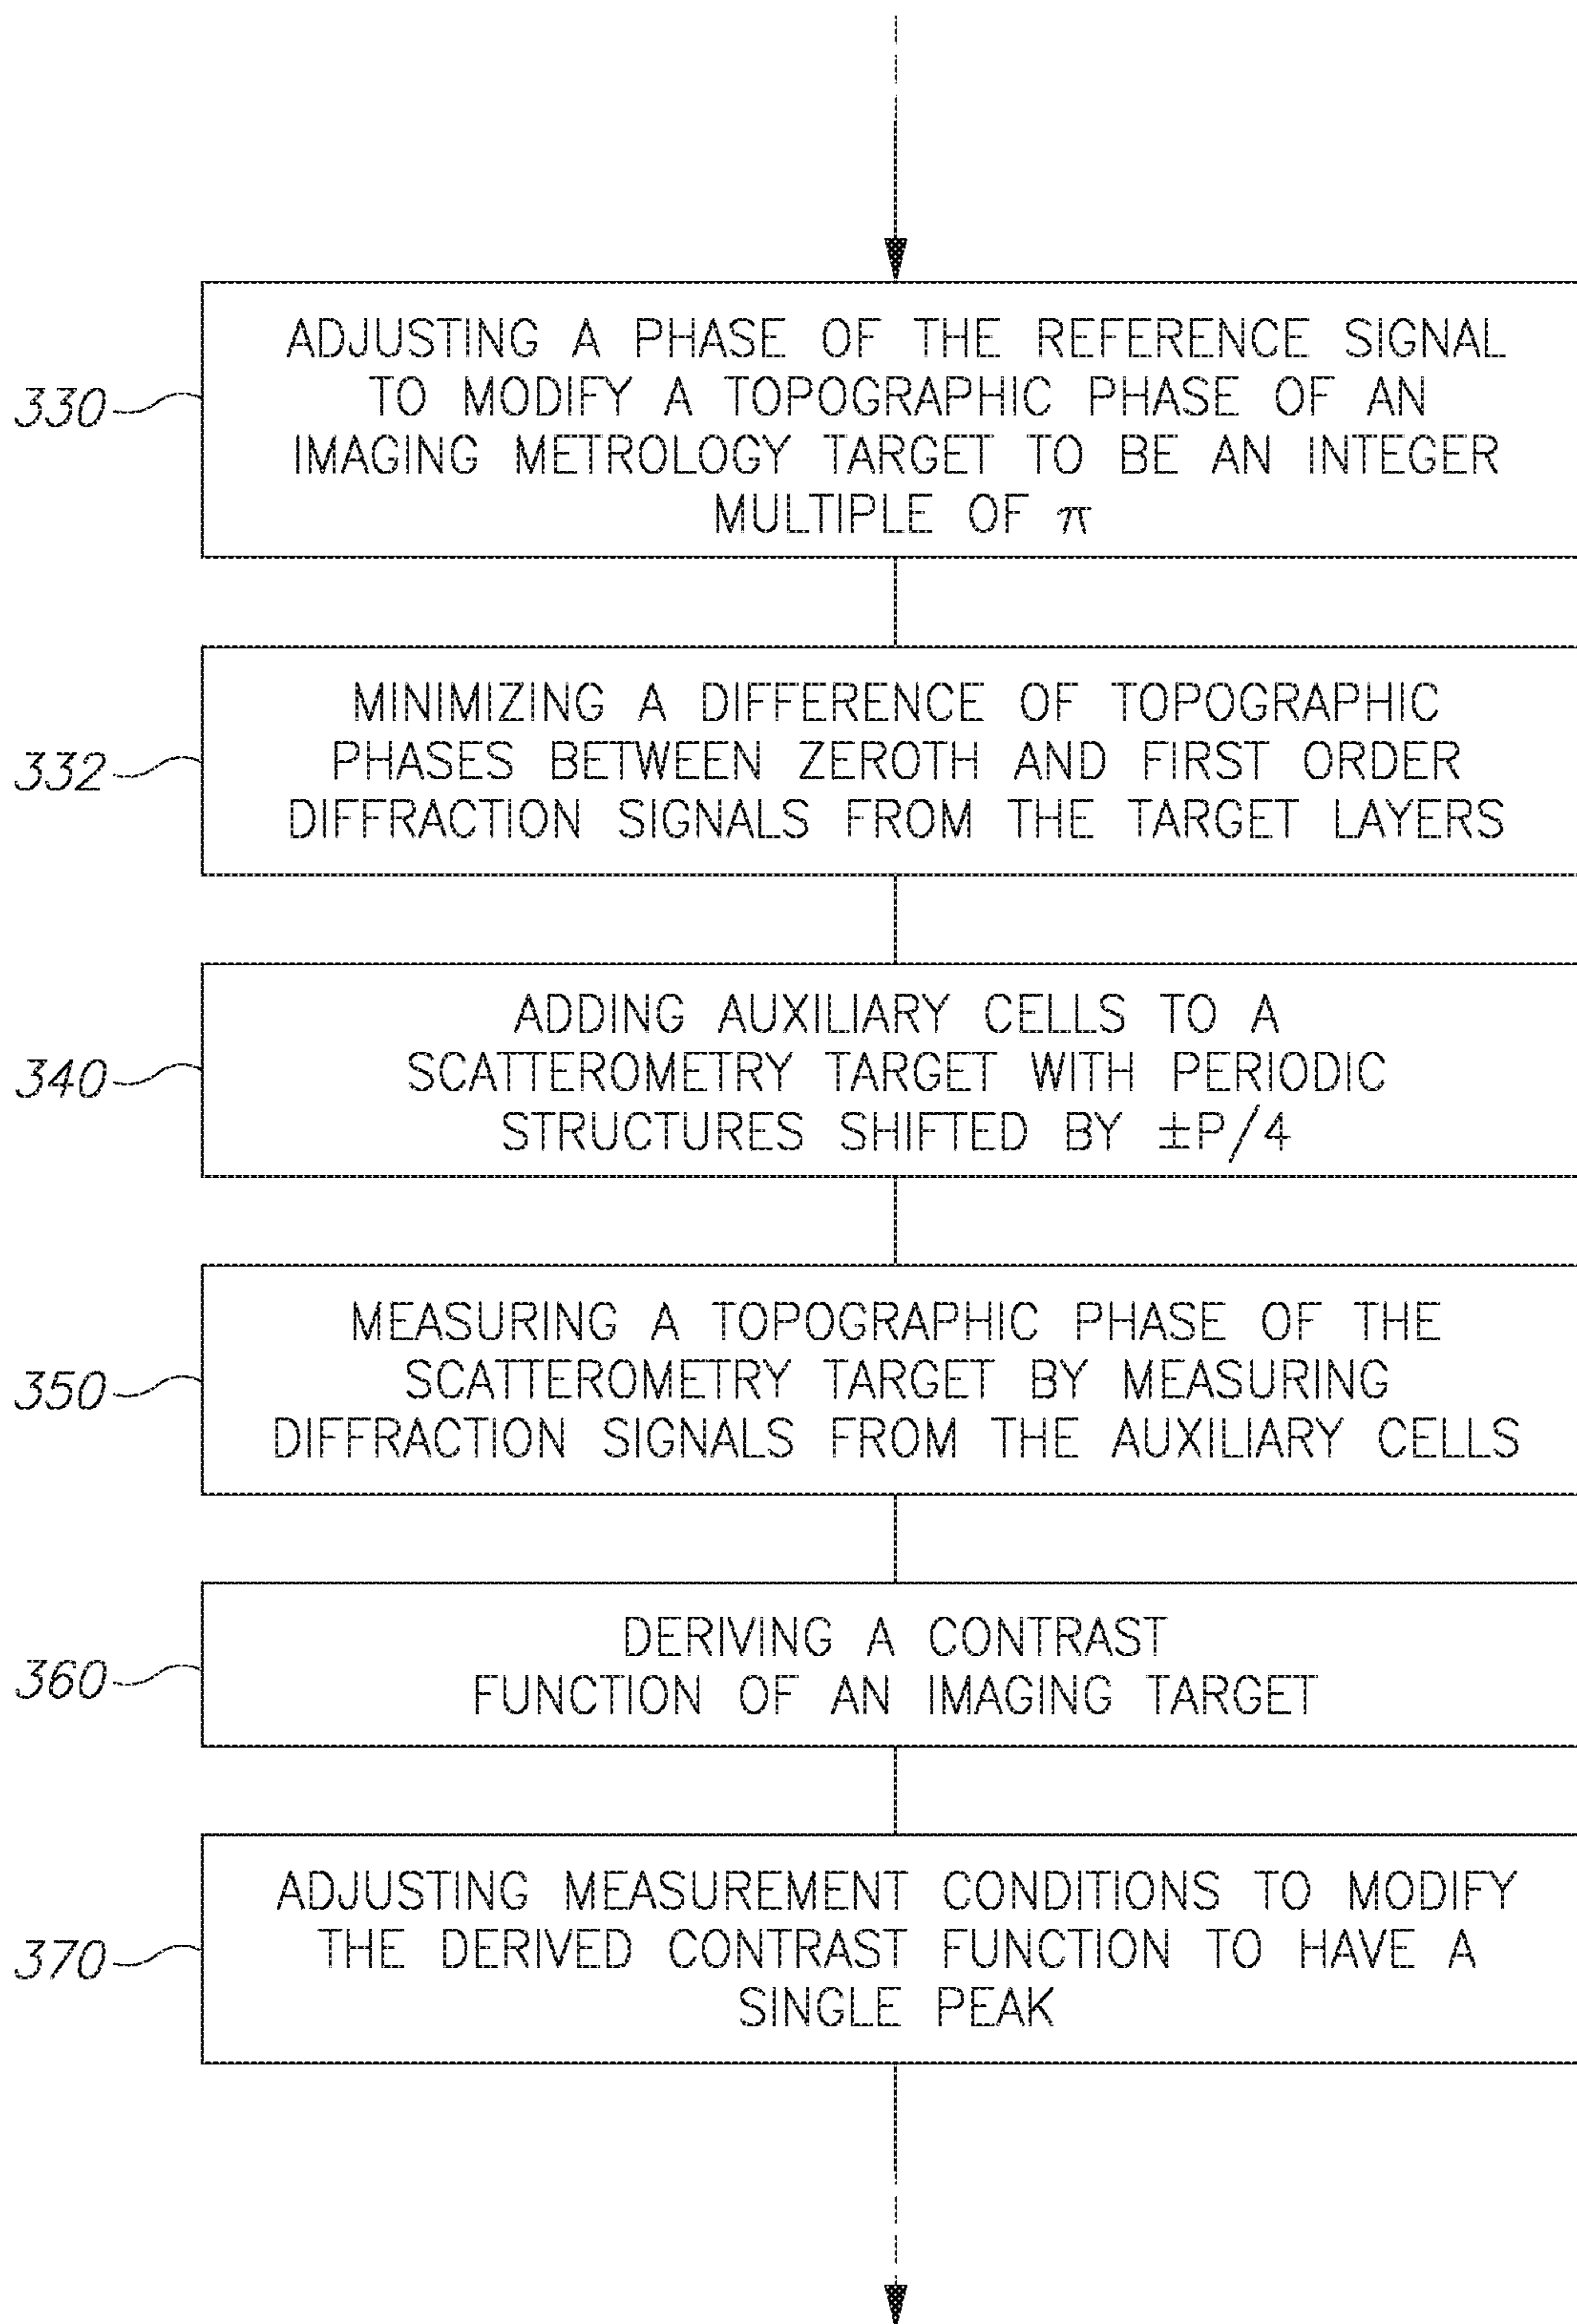 330
ADJUSTING A PHASE OF THE REFERENCE SIGNAL
TO MODIFY A TOPOGRAPHIC PHASE OF AN
IMAGING METROLOGY TARGET TO BE AN INTEGER
MULTIPLE OF π
332
MINIMIZING A DIFFERENCE OF TOPOGRAPHIC
PHASES BETWEEN ZEROTH AND FIRST ORDER
DIFFRACTION SIGNALS FROM THE TARGET LAYERS
340
ADDING AUXILIARY CELLS TO A
SCATTEROMETRY TARGET WITH PERIODIC
STRUCTURES SHIFTED BY ±P/4
350
MEASURING A TOPOGRAPHIC PHASE OF THE
SCATTEROMETRY TARGET BY MEASURING
DIFFRACTION SIGNALS FROM THE AUXILIARY CELLS
360
DERIVING A CONTRAST
FUNCTION OF AN IMAGING TARGET
370
ADJUSTING MEASUREMENT CONDITIONS TO MODIFY
THE DERIVED CONTRAST FUNCTION TO HAVE A
SINGLE PEAK